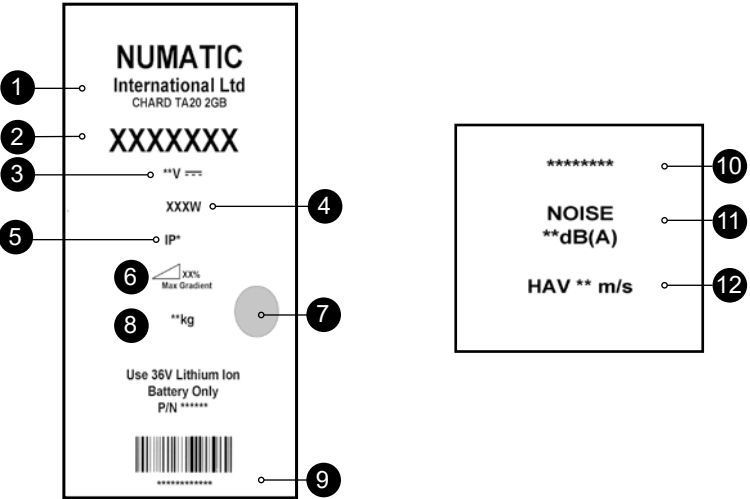 NUMATIC
International Ltd
CHARD TA20 2GB
1
XXXXXXX
2
**V
3
XXXW
4
IP*
5
XX%
Max Gradient
6
7
**kg
8
Use 36V Lithium Ion
Battery Only
P/N ******
************
9
********
10
NOISE
**dB(A)
11
HAV ** m/s
12